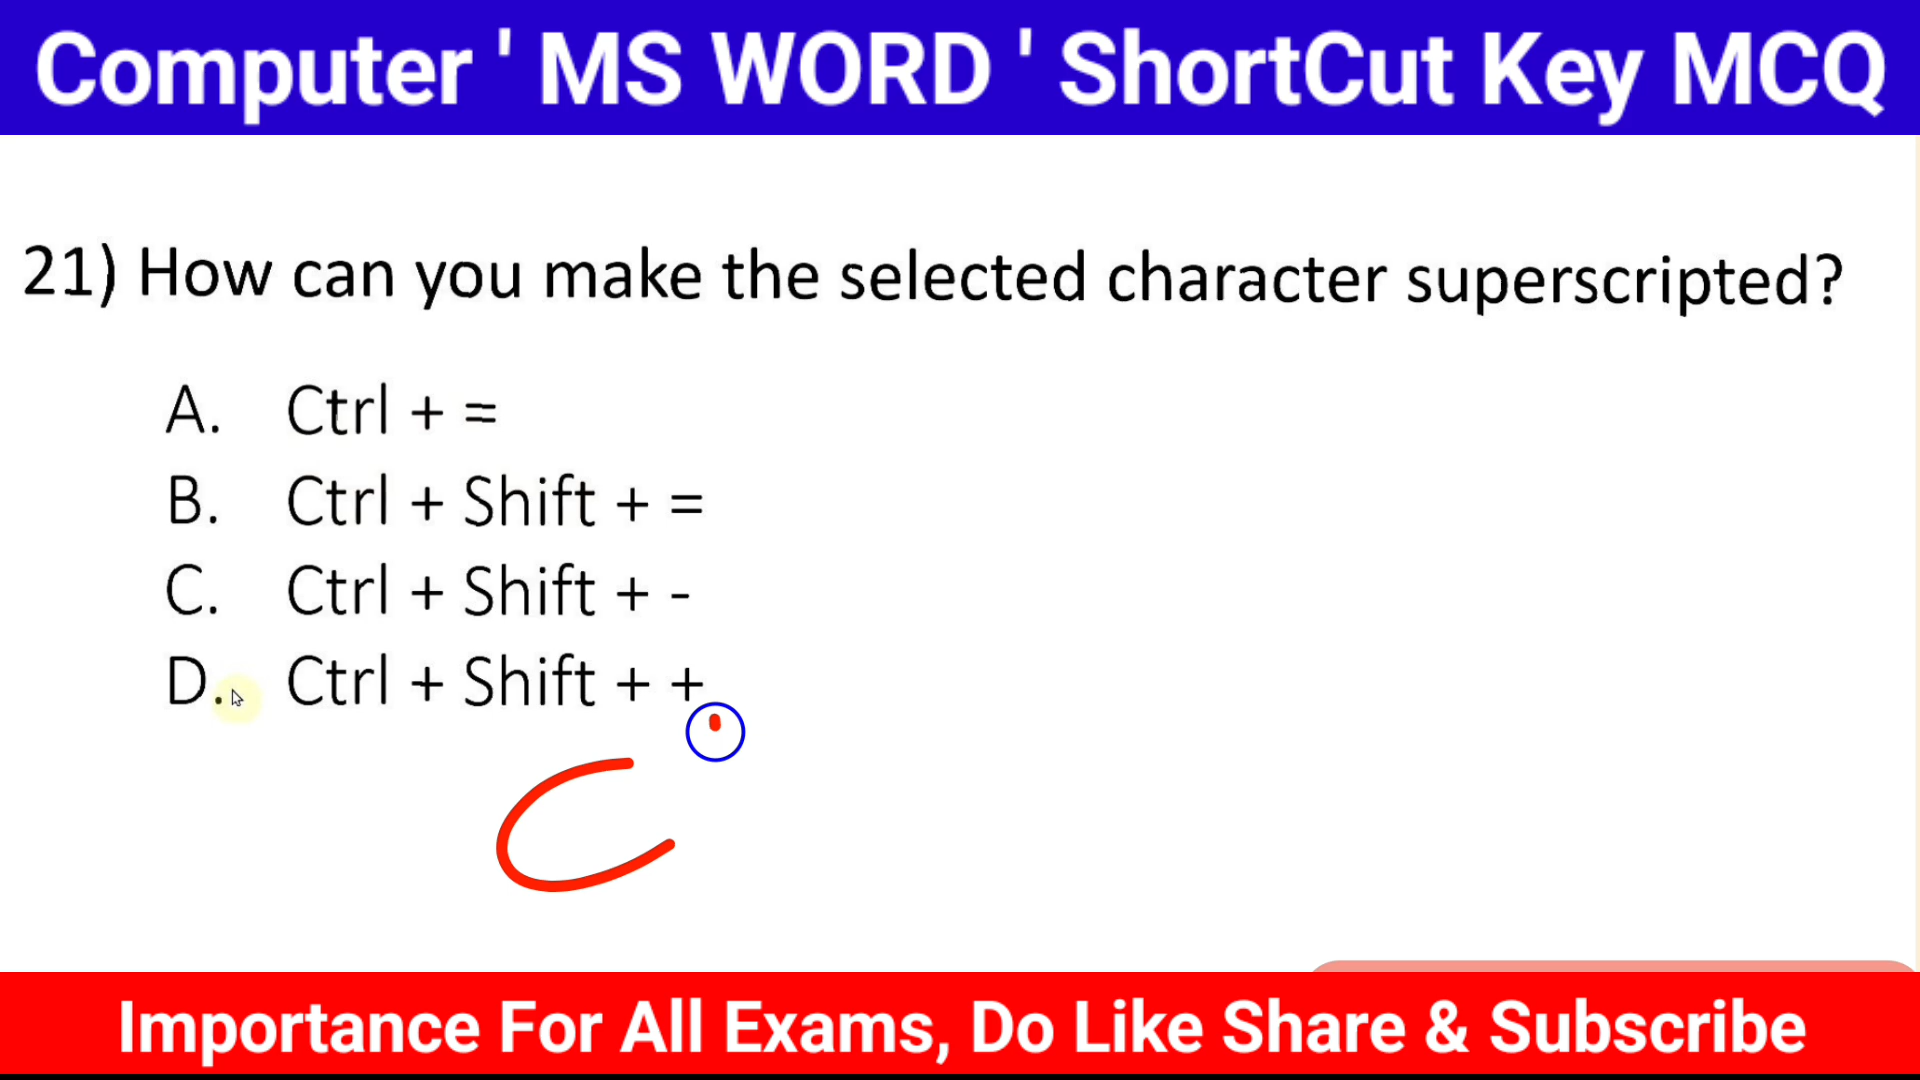 Computer ' MS WORD ' ShortCut Key MCQ
21) How can you make the selected character superscripted?
A. Ctrl + =
B. Ctrl + Shift + =
C. Ctrl + Shift + -
D. Ctrl + Shift + +
Importance For All Exams, Do Like Share & Subscribe